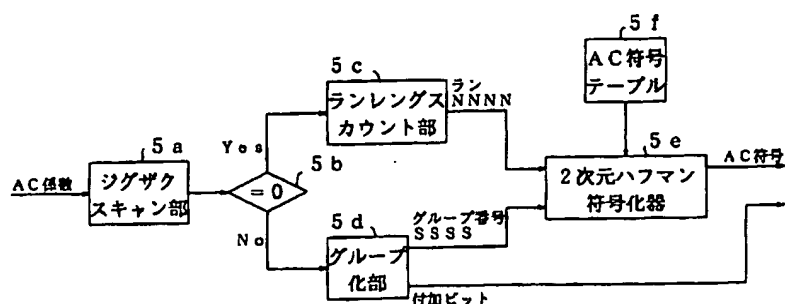 5f
AC符号
テーブル
5c
ランレングス
カウント部
ラン
NNNN
5a
Yes
5b
5e
AC係数
ジグザク
スキャン部
=0
2次元ハフマン
符号化器
AC符号
No
5d
グループ
化部
グループ番号
SSSS
付加ビット